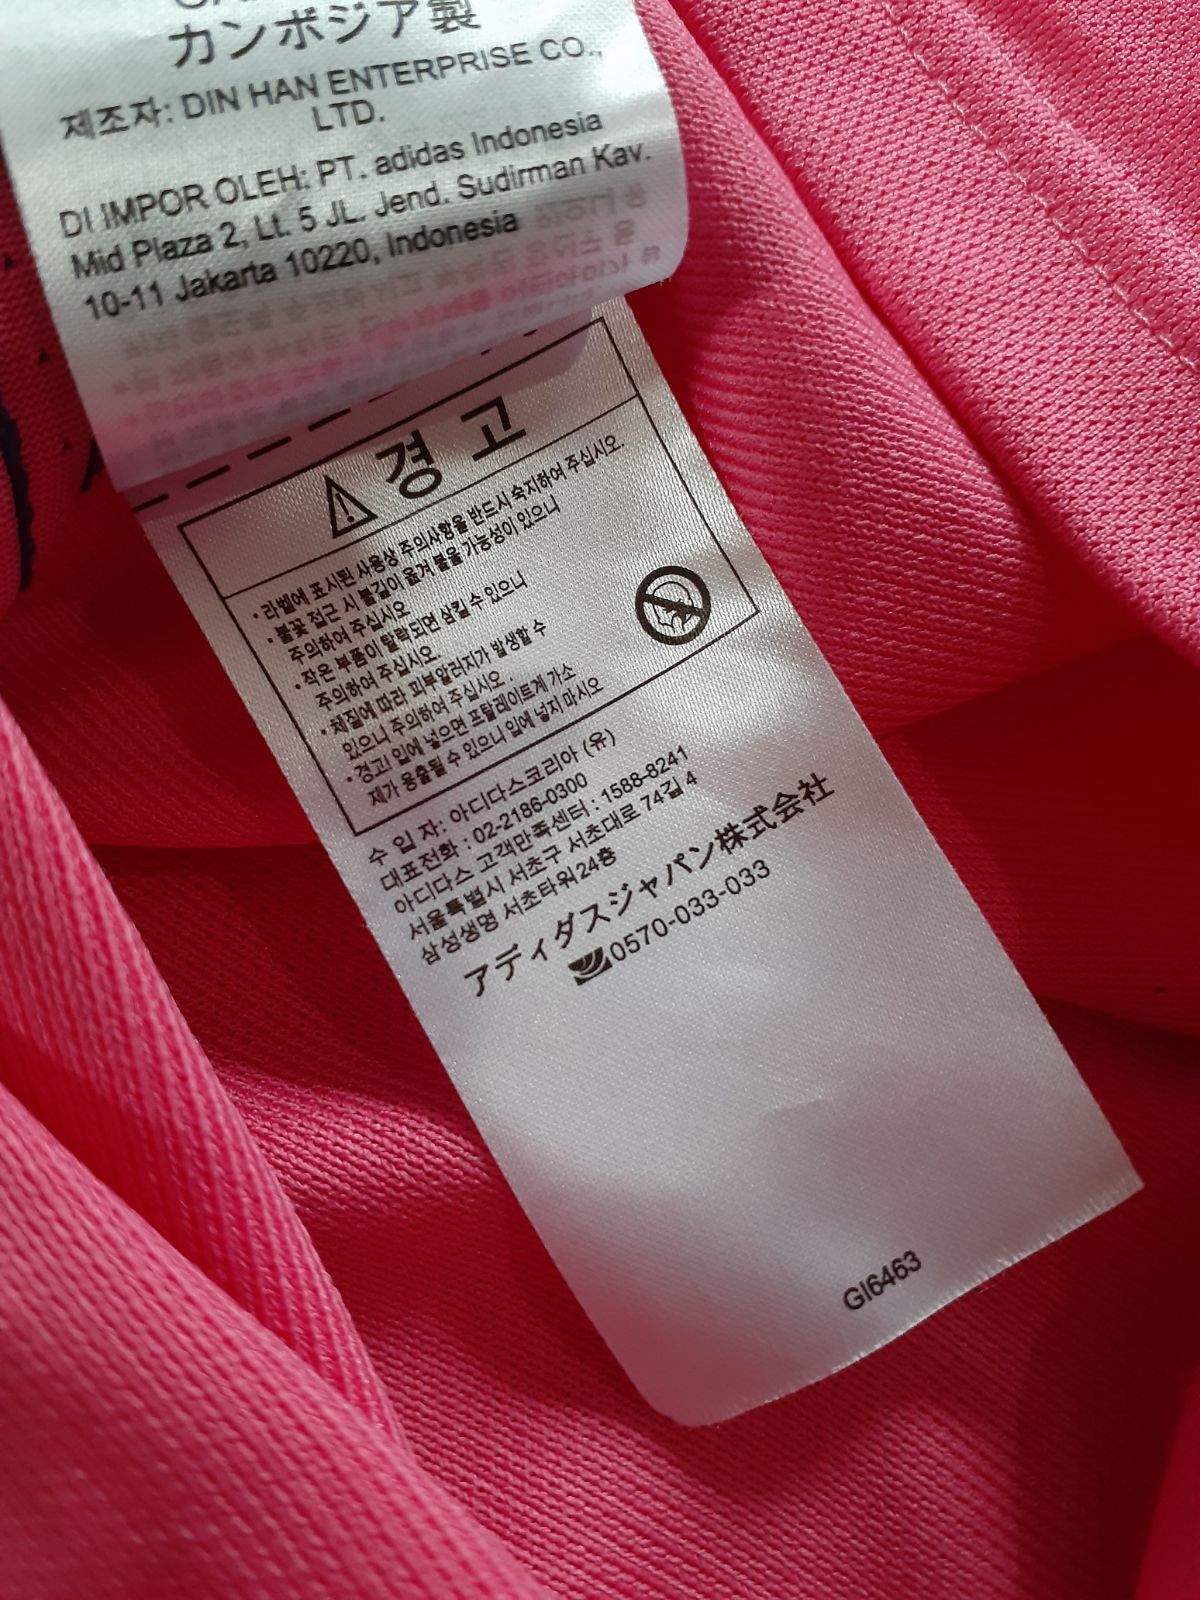 カンボジア製
제조자: DIN HAN ENTERPRISE CO.,
LTD.
DI IMPOR OLEH: PT. adidas Indonesia
Mid Plaza 2, Lt. 5 JL. Jend. Sudirman Kav.
10-11 Jakarta 10220, Indonesia
경 고
• 라벨에 표시된 사용상 주의사항을 반드시 숙지하여 주십시오.
• 불꽃 접근 시 불길이 옮겨 붙을 가능성이 있으니
주의하여 주십시오
• 작은 부품이 탈락되면 삼킬 수 있으니
주의하여 주십시오.
• 체질에 따라 피부알러지가 발생할 수
있으니 주의하여 주십시오.
• 경고! 입에 넣으면 프탈레이트계 가소
제가 용출될 수 있으니 입에 넣지 마시오
수 입 자: 아디다스코리아 (유)
대표전화 : 02-2186-0300
아디다스 고객만족센터 : 1588-8241
서울특별시 서초구 서초대로 74길 4
삼성생명 서초타워 24층
アディダスジャパン株式会社
0570-033-033
GI6463